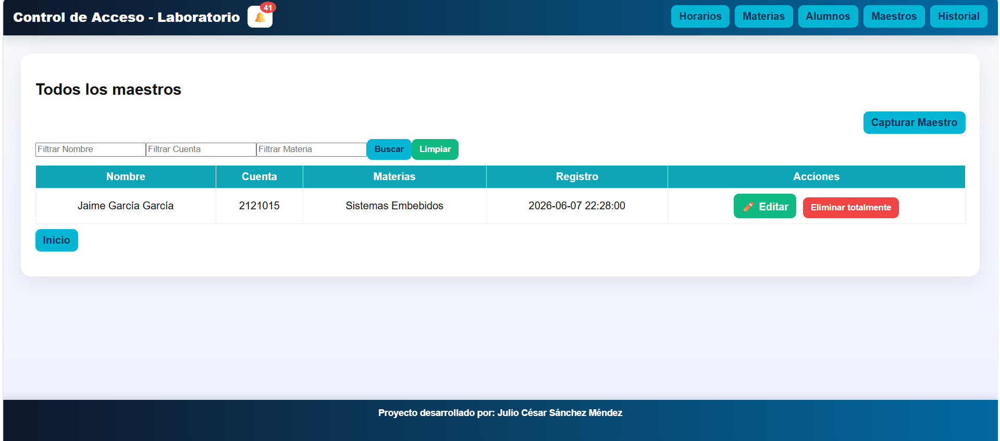 Control de Acceso - Laboratorio 41 Horarios Materias Alumnos Maestros Historial
Todos los maestros
Capturar Maestro
Filtrar Nombre Filtrar Cuenta Filtrar Materia Buscar Limpiar
Nombre Cuenta Materias Registro Acciones
Jaime García García 2121015 Sistemas Embebidos 2026-06-07 22:28:00 Editar Eliminar totalmente
Inicio
Proyecto desarrollado por: Julio César Sánchez Méndez